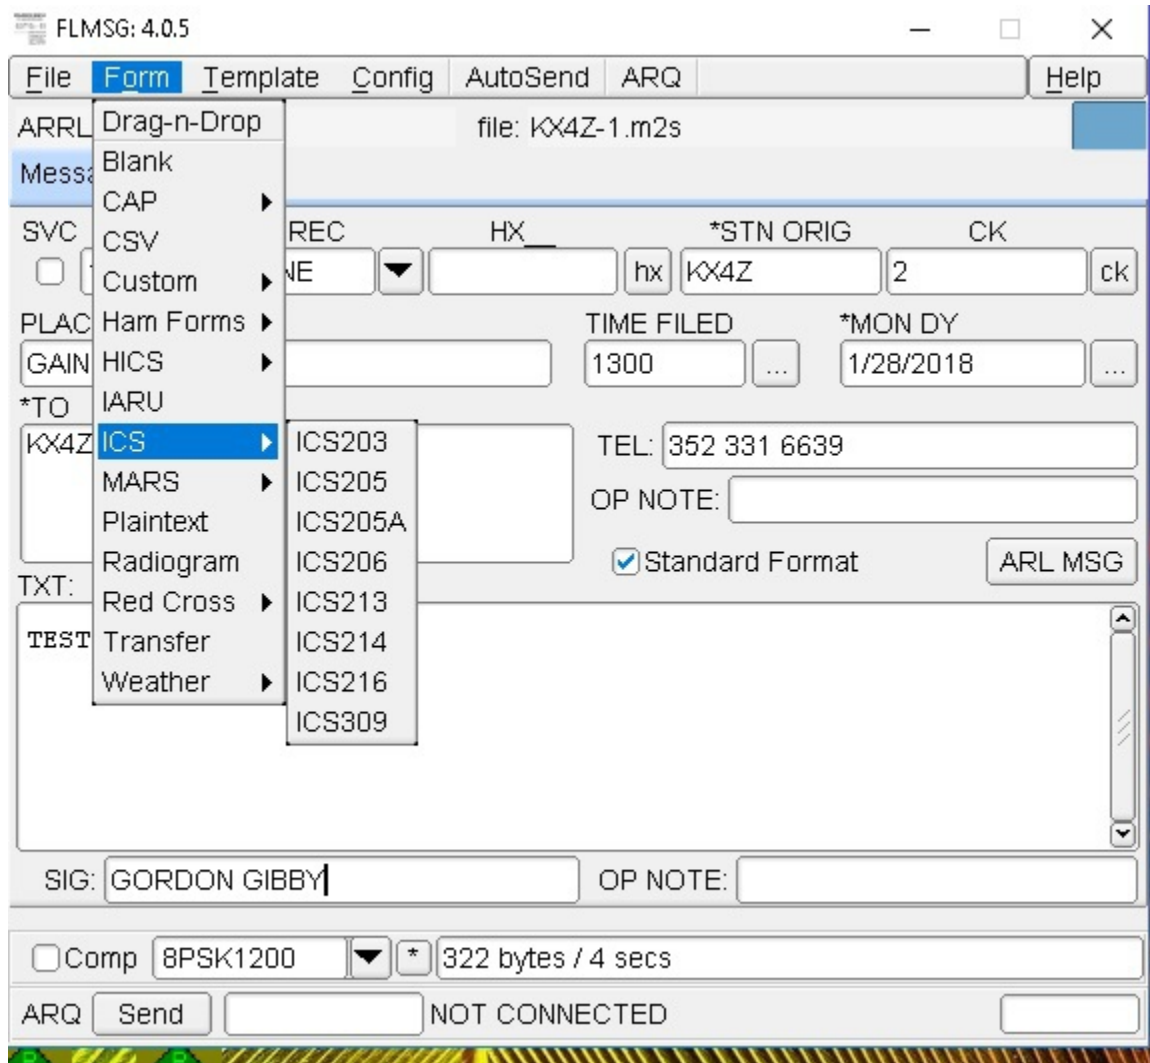 FLMSG: 4.0.5
File Form Template Config AutoSend ARQ Help
ARRL file: KX4Z-1.m2s
Drag-n-Drop
Blank
CAP
CSV
Custom
Ham Forms
HICS
IARU
ICS
MARS
Plaintext
Radiogram
Red Cross
Transfer
Weather
ICS203
ICS205
ICS205A
ICS206
ICS213
ICS214
ICS216
ICS309
SVC REC HX__ *STN ORIG CK
hx KX4Z 2 ck
TIME FILED *MON DY
GAIN 1300 ... 1/28/2018 ...
*TO
KX4Z TEL: 352 331 6639
OP NOTE:
Standard Format ARL MSG
TXT:
TEST
SIG: GORDON GIBBY OP NOTE:
Comp 8PSK1200 * 322 bytes / 4 secs
ARQ Send NOT CONNECTED